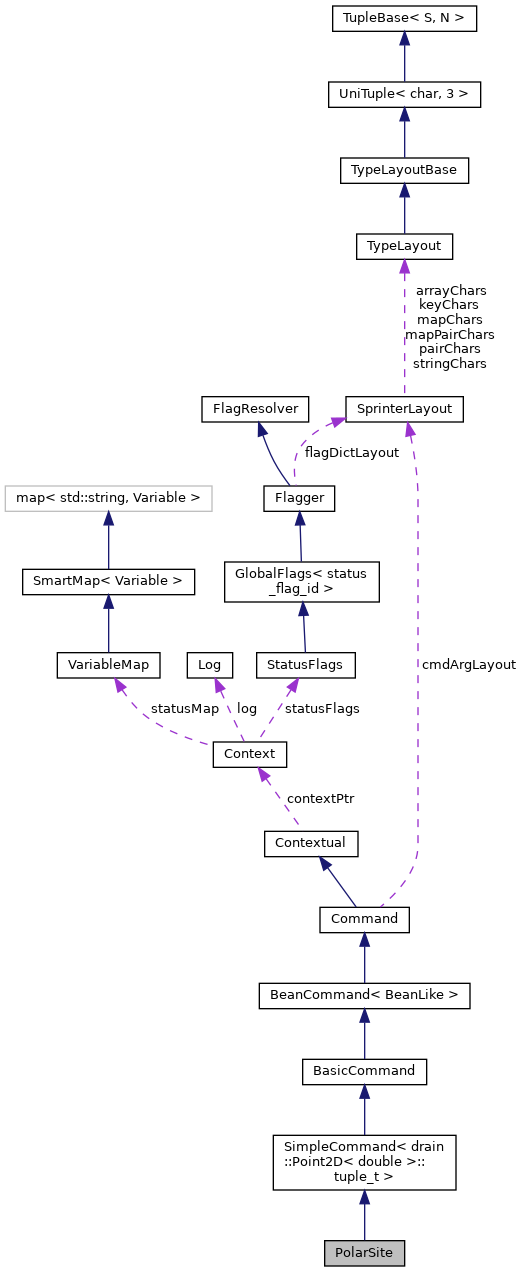 TupleBase< S, N >
UniTuple< char, 3 >
TypeLayoutBase
TypeLayout
arrayChars
keyChars
mapChars
mapPairChars
pairChars
stringChars
FlagResolver
SprinterLayout
flagDictLayout
map< std::string, Variable >
Flagger
SmartMap< Variable >
GlobalFlags< status
_flag_id >
VariableMap
Log
StatusFlags
cmdArgLayout
statusMap
log
statusFlags
Context
contextPtr
Contextual
Command
BeanCommand< BeanLike >
BasicCommand
SimpleCommand< drain
::Point2D< double >::
tuple_t >
PolarSite